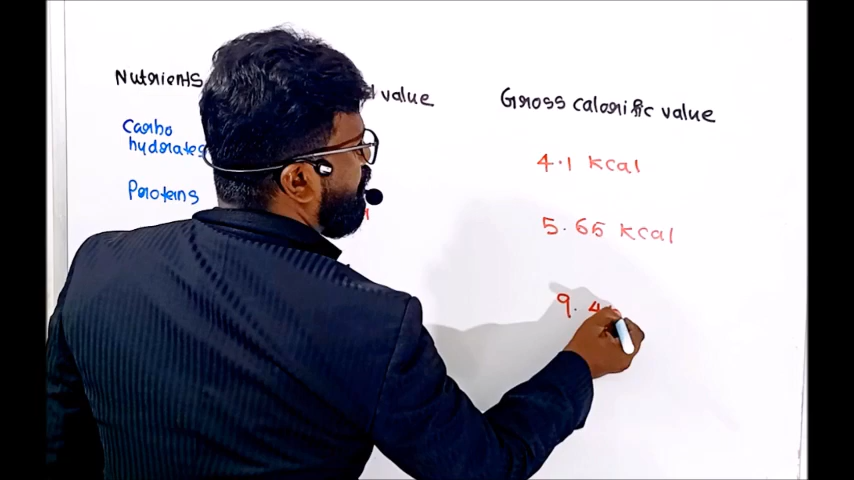 Nutrients
value
Gross calorific value
Carbo
hydrates
4.1 kcal
Proteins
5.65 kcal
9.4